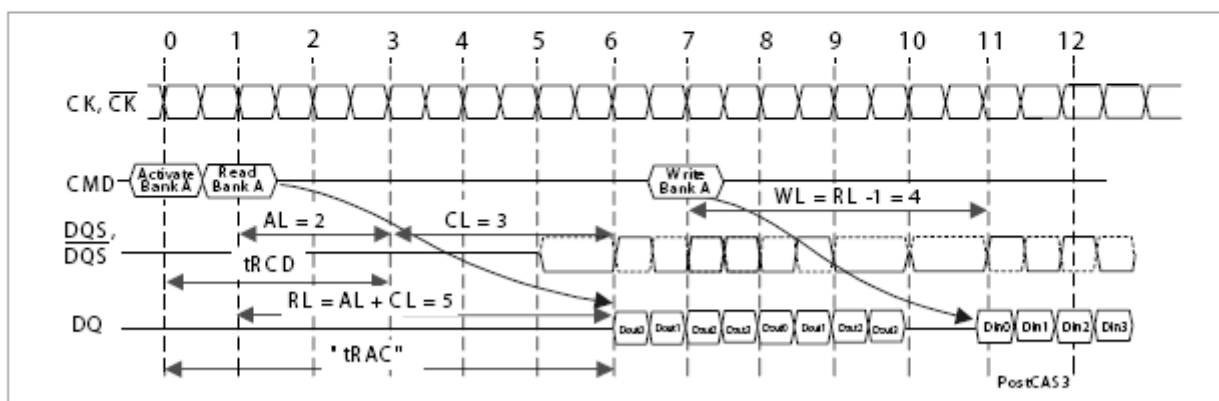 0 1 2 3 4 5 6 7 8 9 10 11 12
CK, CK
CMD
Activate Bank A
Read Bank A
Write Bank A
WL = RL -1 = 4
AL = 2
CL = 3
DQS,
DQS
tRCD
RL = AL + CL = 5
DQ
Dout0 Dout1 Dout2 Dout3 Dout0 Dout1 Dout2 Dout3
Din0 Din1 Din2 Din3
"tRAC"
PostCAS3